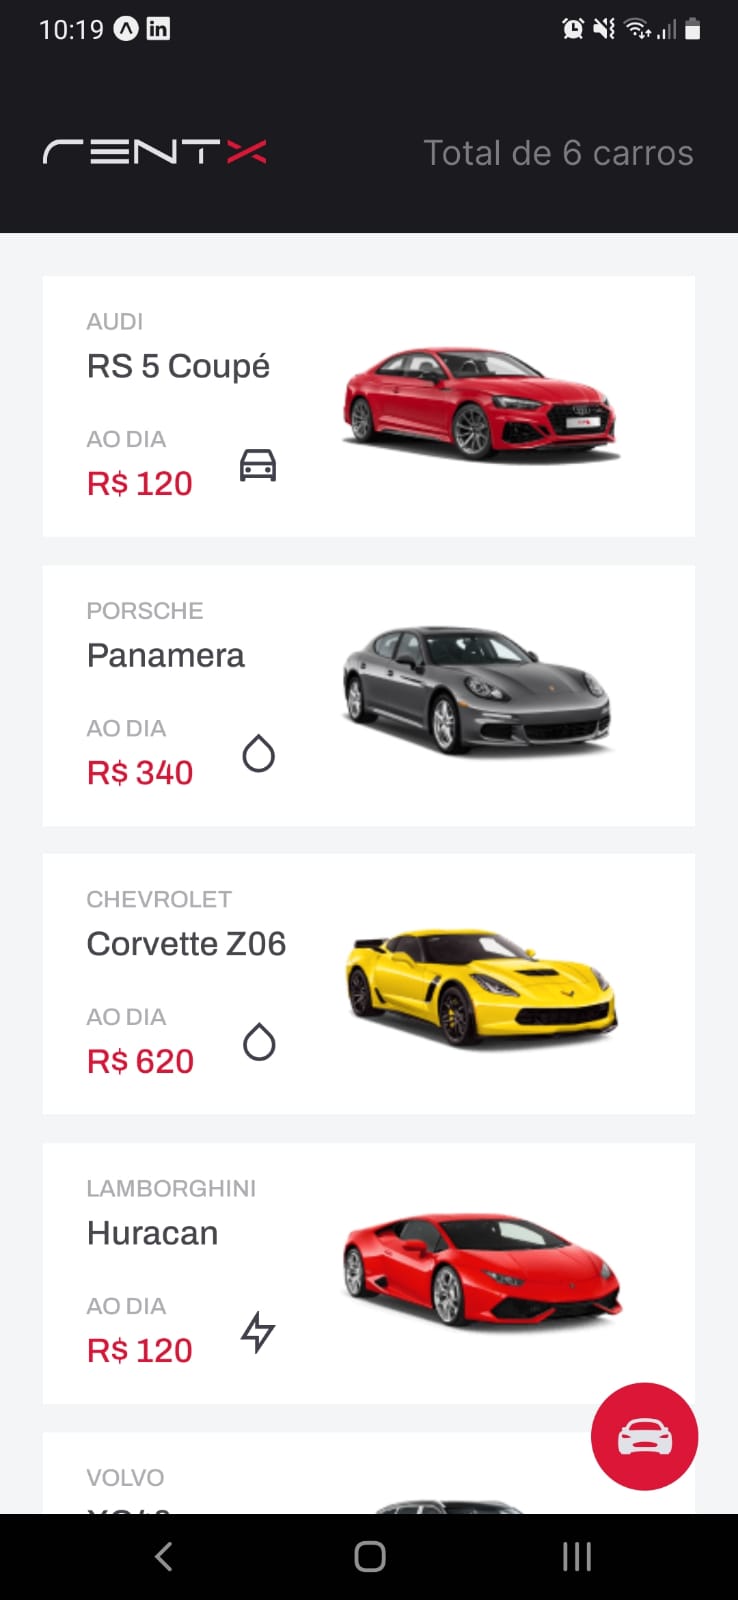 10:19
RENTX
Total de 6 carros
AUDI
RS 5 Coupé
AO DIA
R$ 120
PORSCHE
Panamera
AO DIA
R$ 340
CHEVROLET
Corvette Z06
AO DIA
R$ 620
LAMBORGHINI
Huracan
AO DIA
R$ 120
VOLVO